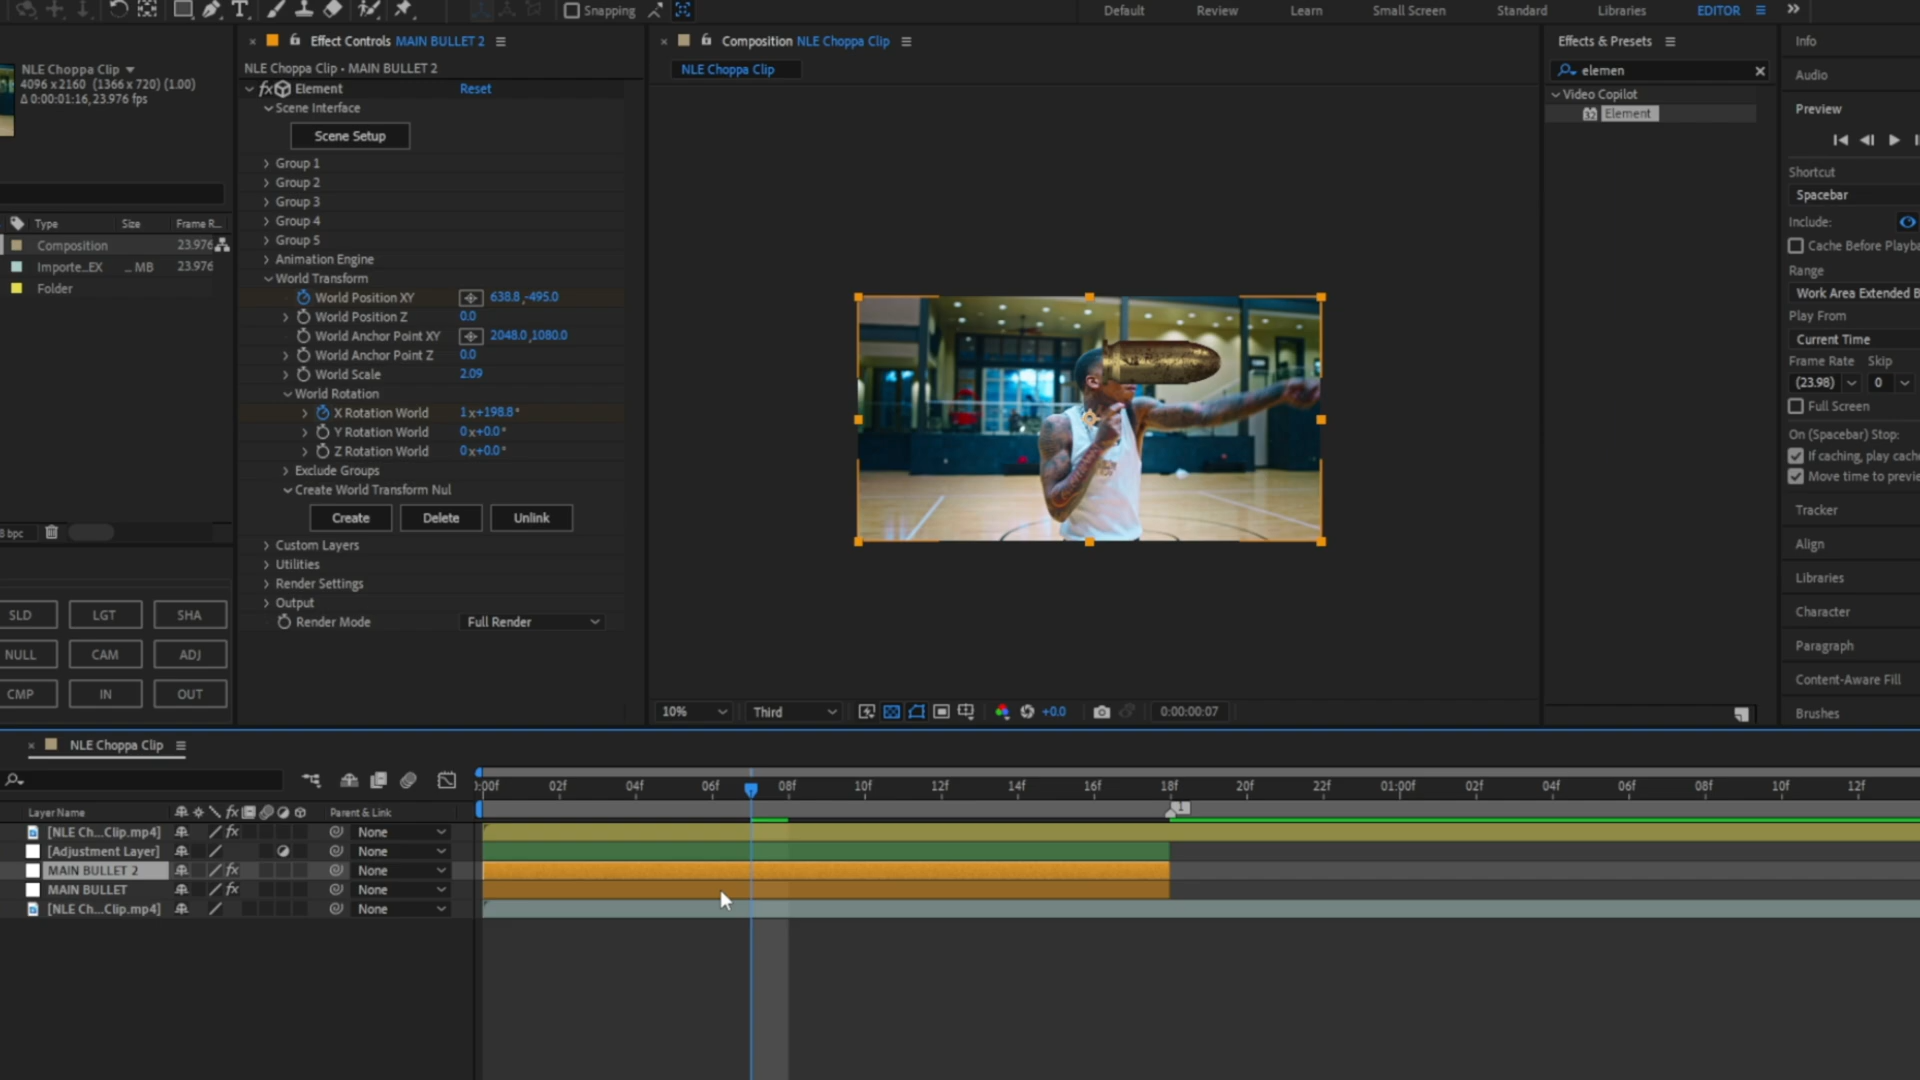 Snapping
Default
Review
Learn
Small Screen
Standard
Libraries
EDITOR
NLE Choppa Clip
4096 x 2160 (1366 x 720) (1.00)
Δ 0:00:01:16, 23.976 fps
Type
Size
Frame R...
Composition
23.976
Importe...EX
... MB
23.976
Folder
8 bpc
SLD
LGT
SHA
NULL
CAM
ADJ
CMP
IN
OUT
Effect Controls MAIN BULLET 2
NLE Choppa Clip • MAIN BULLET 2
fx Element
Reset
Scene Interface
Scene Setup
Group 1
Group 2
Group 3
Group 4
Group 5
Animation Engine
World Transform
World Position XY
638.8,-495.0
World Position Z
0.0
World Anchor Point XY
2048.0,1080.0
World Anchor Point Z
0.0
World Scale
2.09
World Rotation
X Rotation World
1x+198.8°
Y Rotation World
0x+0.0°
Z Rotation World
0x+0.0°
Exclude Groups
Create World Transform Nul
Create
Delete
Unlink
Custom Layers
Utilities
Render Settings
Output
Render Mode
Full Render
Composition NLE Choppa Clip
NLE Choppa Clip
10%
Third
+0.0
0:00:00:07
Effects & Presets
elemen
Video Copilot
32 Element
Info
Audio
Preview
Shortcut
Spacebar
Include:
Cache Before Playba
Range
Work Area Extended B
Play From
Current Time
Frame Rate
Skip
(23.98)
0
Full Screen
On (Spacebar) Stop:
If caching, play cache
Move time to previe
Tracker
Align
Libraries
Character
Paragraph
Content-Aware Fill
Brushes
NLE Choppa Clip
:00f
02f
04f
06f
08f
10f
12f
14f
16f
18f
20f
22f
01:00f
02f
04f
06f
08f
10f
12f
1
Layer Name
fx
Parent & Link
[NLE Ch...Clip.mp4]
fx
None
[Adjustment Layer]
None
MAIN BULLET 2
fx
None
MAIN BULLET
fx
None
[NLE Ch...Clip.mp4]
None